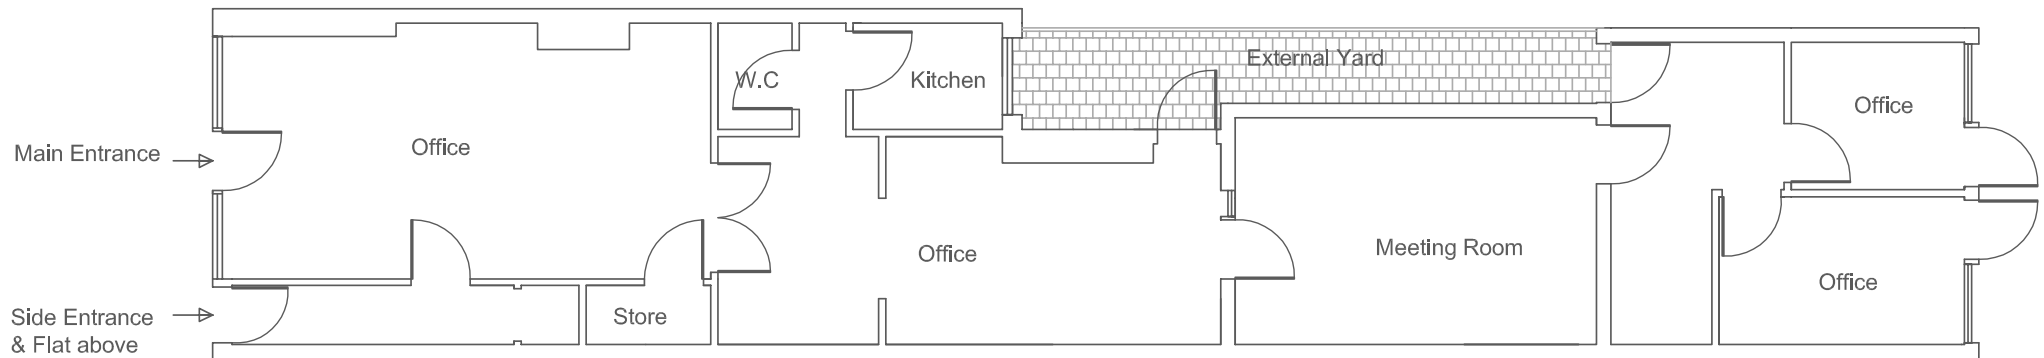 External Yard
W.C
Kitchen
Office
Office
Main Entrance
Meeting Room
Office
Office
Side Entrance
& Flat above
Store